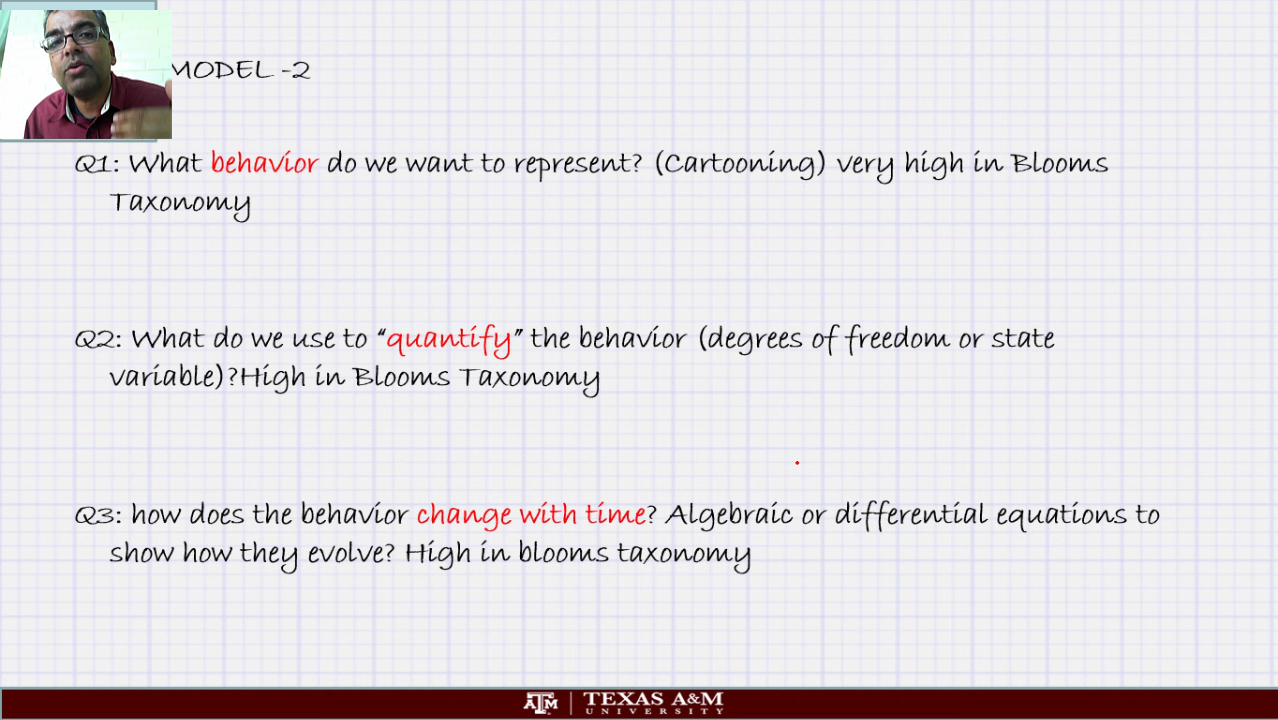 MODEL -2
Q1: What behavior do we want to represent? (Cartooning) very high in Blooms
Taxonomy
Q2: What do we use to “quantify” the behavior (degrees of freedom or state
variable)?High in Blooms Taxonomy
Q3: how does the behavior change with time? Algebraic or differential equations to
show how they evolve? High in blooms taxonomy
ATM
TEXAS A&M
UNIVERSITY